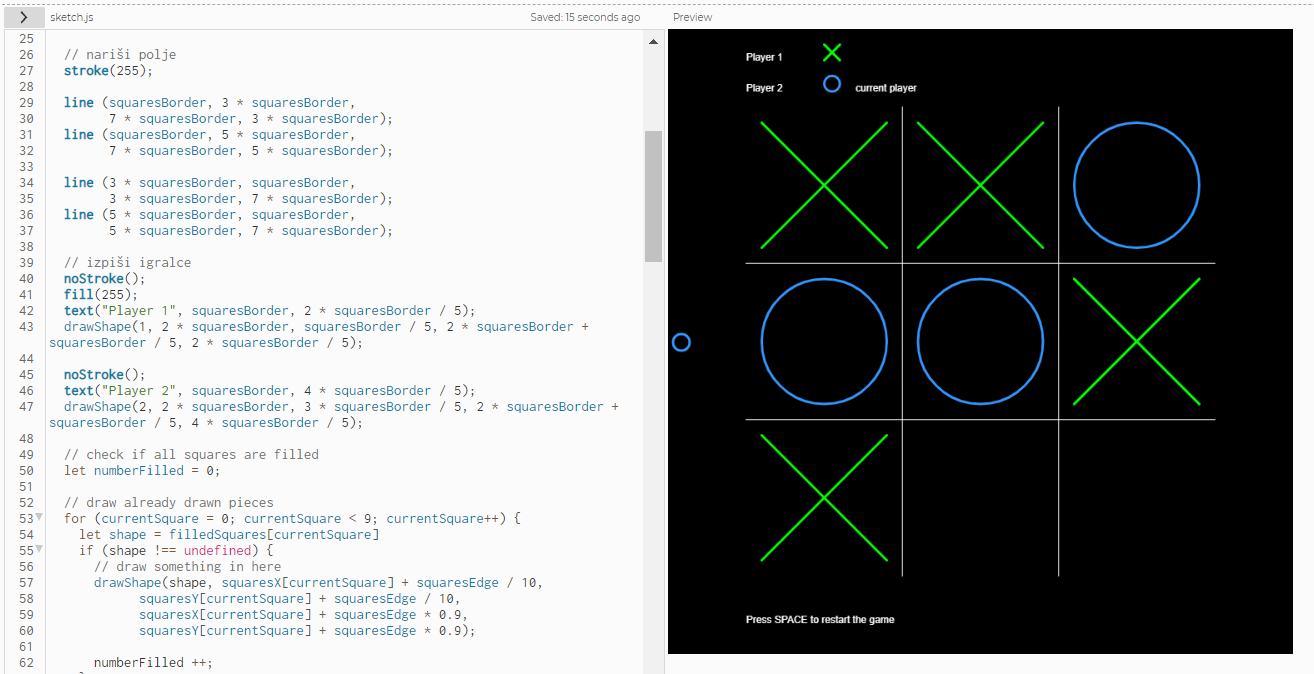 sketch.js
Saved: 15 seconds ago
Preview
25
26 // nariši polje
27 stroke(255);
28
29 line (squaresBorder, 3 * squaresBorder,
30 7 * squaresBorder, 3 * squaresBorder);
31 line (squaresBorder, 5 * squaresBorder,
32 7 * squaresBorder, 5 * squaresBorder);
33
34 line (3 * squaresBorder, squaresBorder,
35 3 * squaresBorder, 7 * squaresBorder);
36 line (5 * squaresBorder, squaresBorder,
37 5 * squaresBorder, 7 * squaresBorder);
38
39 // izpiši igralce
40 noStroke();
41 fill(255);
42 text("Player 1", squaresBorder, 2 * squaresBorder / 5);
43 drawShape(1, 2 * squaresBorder, squaresBorder / 5, 2 * squaresBorder +
squaresBorder / 5, 2 * squaresBorder / 5);
44
45 noStroke();
46 text("Player 2", squaresBorder, 4 * squaresBorder / 5);
47 drawShape(2, 2 * squaresBorder, 3 * squaresBorder / 5, 2 * squaresBorder +
squaresBorder / 5, 4 * squaresBorder / 5);
48
49 // check if all squares are filled
50 let numberFilled = 0;
51
52 // draw already drawn pieces
53 for (currentSquare = 0; currentSquare < 9; currentSquare++) {
54 let shape = filledSquares[currentSquare]
55 if (shape !== undefined) {
56 // draw something in here
57 drawShape(shape, squaresX[currentSquare] + squaresEdge / 10,
58 squaresY[currentSquare] + squaresEdge / 10,
59 squaresX[currentSquare] + squaresEdge * 0.9,
60 squaresY[currentSquare] + squaresEdge * 0.9);
61
62 numberFilled ++;
Player 1
Player 2
current player
Press SPACE to restart the game